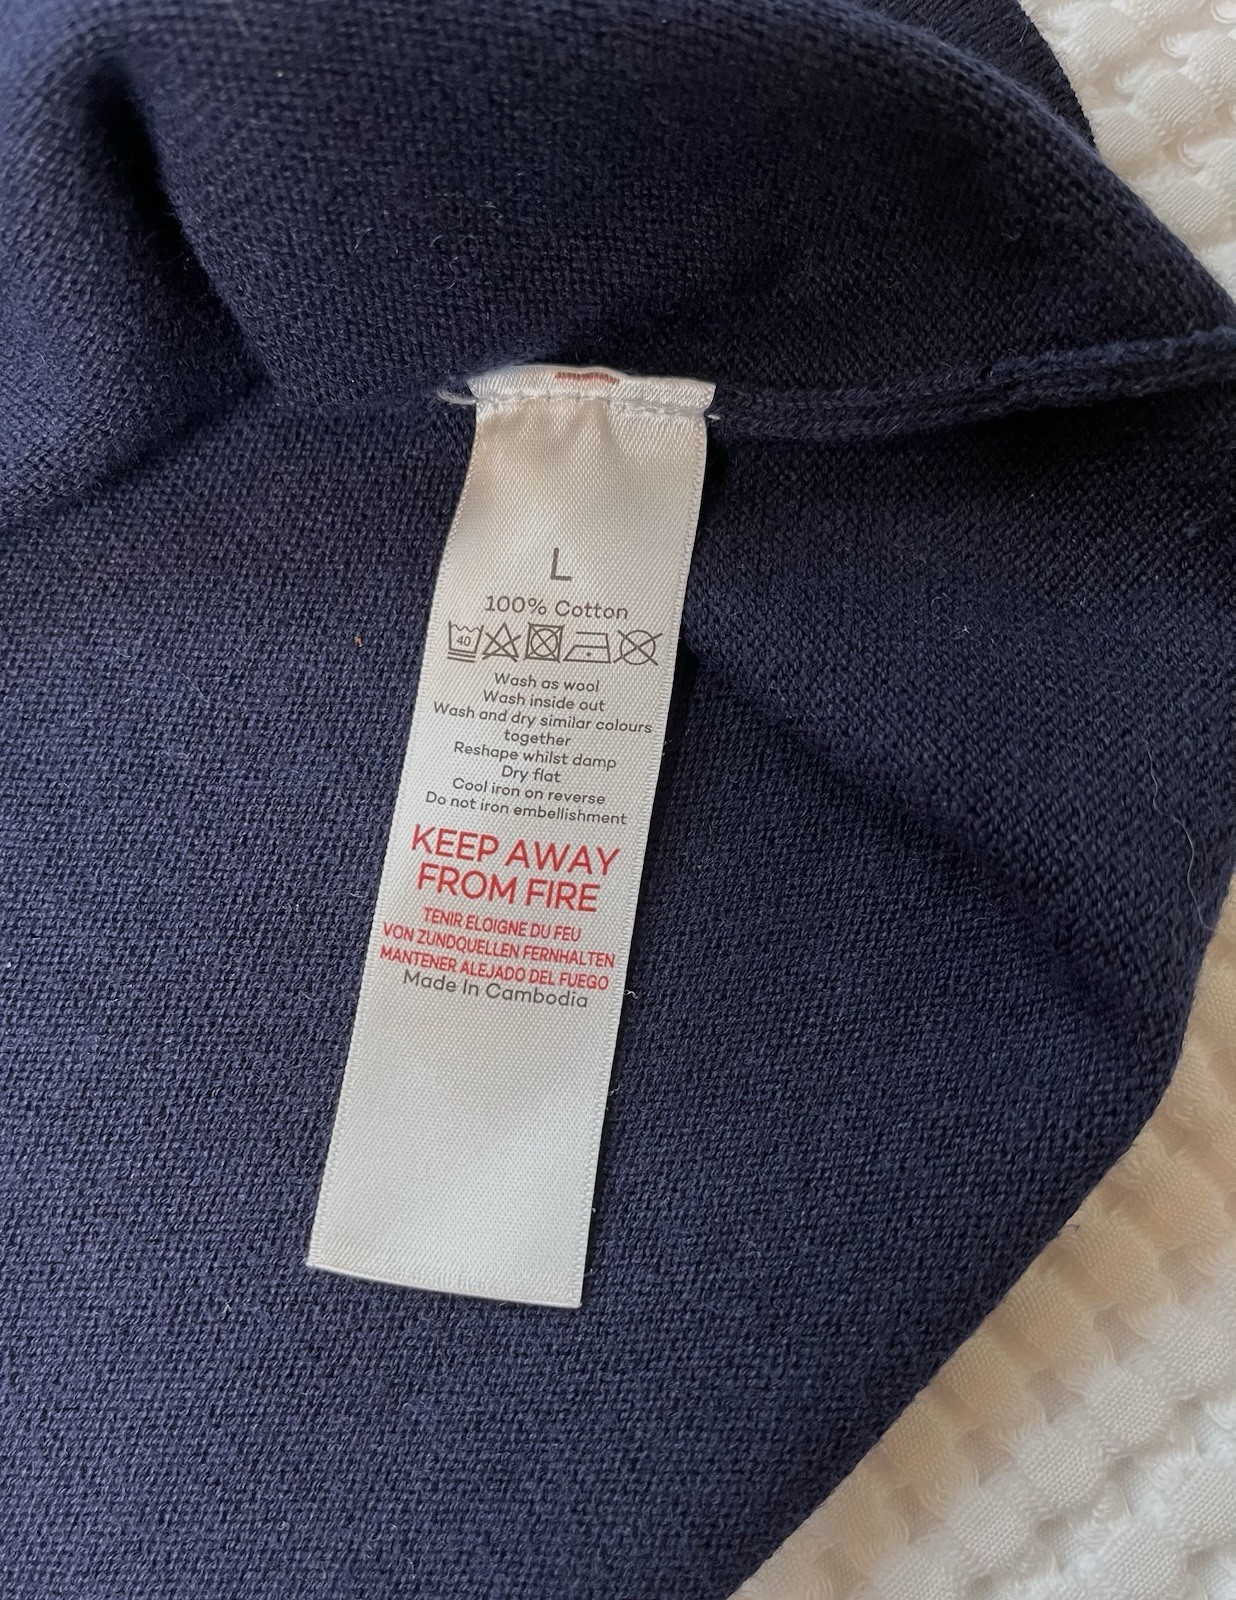 L
100% Cotton
40
Wash as wool
Wash inside out
Wash and dry similar colours
together
Reshape whilst damp
Dry flat
Cool iron on reverse
Do not iron embellishment
KEEP AWAY
FROM FIRE
TENIR ELOIGNE DU FEU
VON ZUNDQUELLEN FERNHALTEN
MANTENER ALEJADO DEL FUEGO
Made In Cambodia